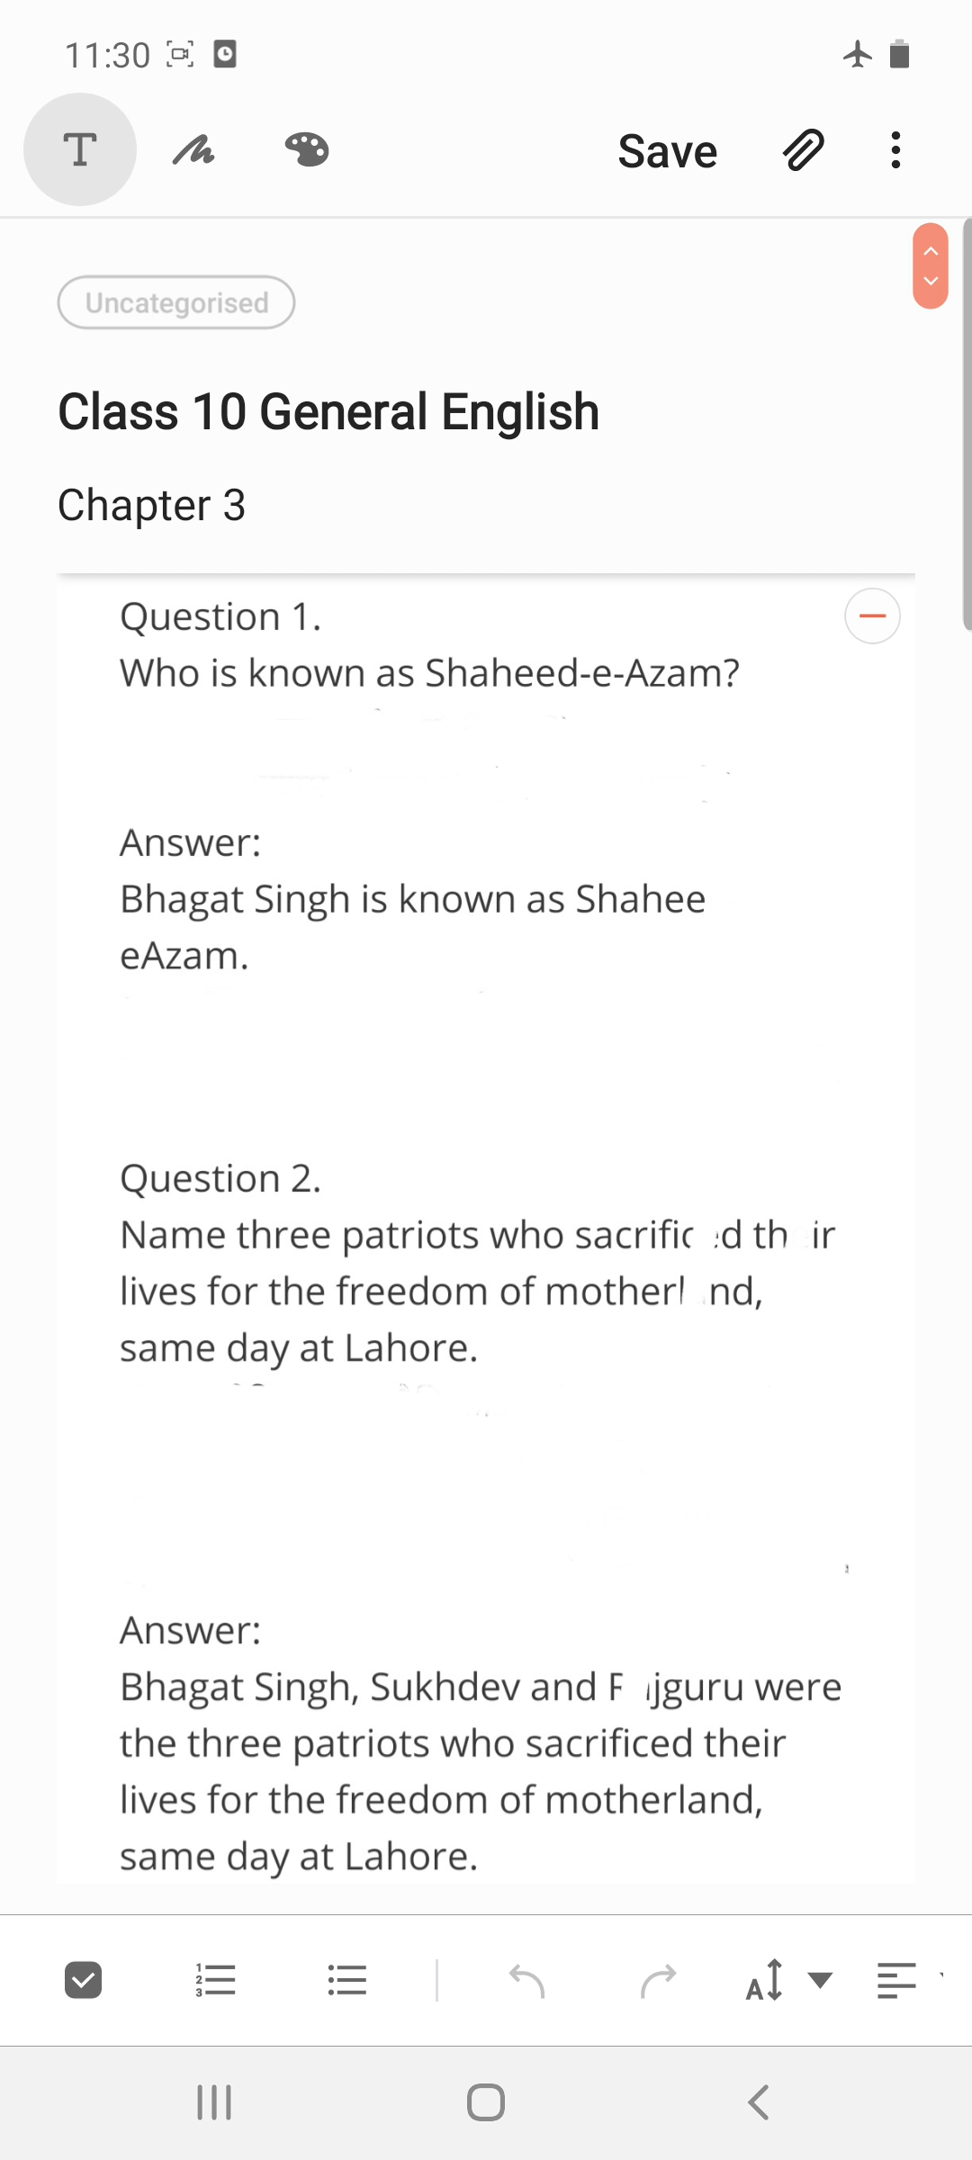 11:30
T
Save
Uncategorised
Class 10 General English
Chapter 3
Question 1.
Who is known as Shaheed-e-Azam?
Answer:
Bhagat Singh is known as Shahee
eAzam.
Question 2.
Name three patriots who
lives for the freedom of
same day at Lahore.
Answer:
Bhagat Singh, Sukhdev and were
the three patriots who sacrificed their
lives for the freedom of motherland,
same day at Lahore.